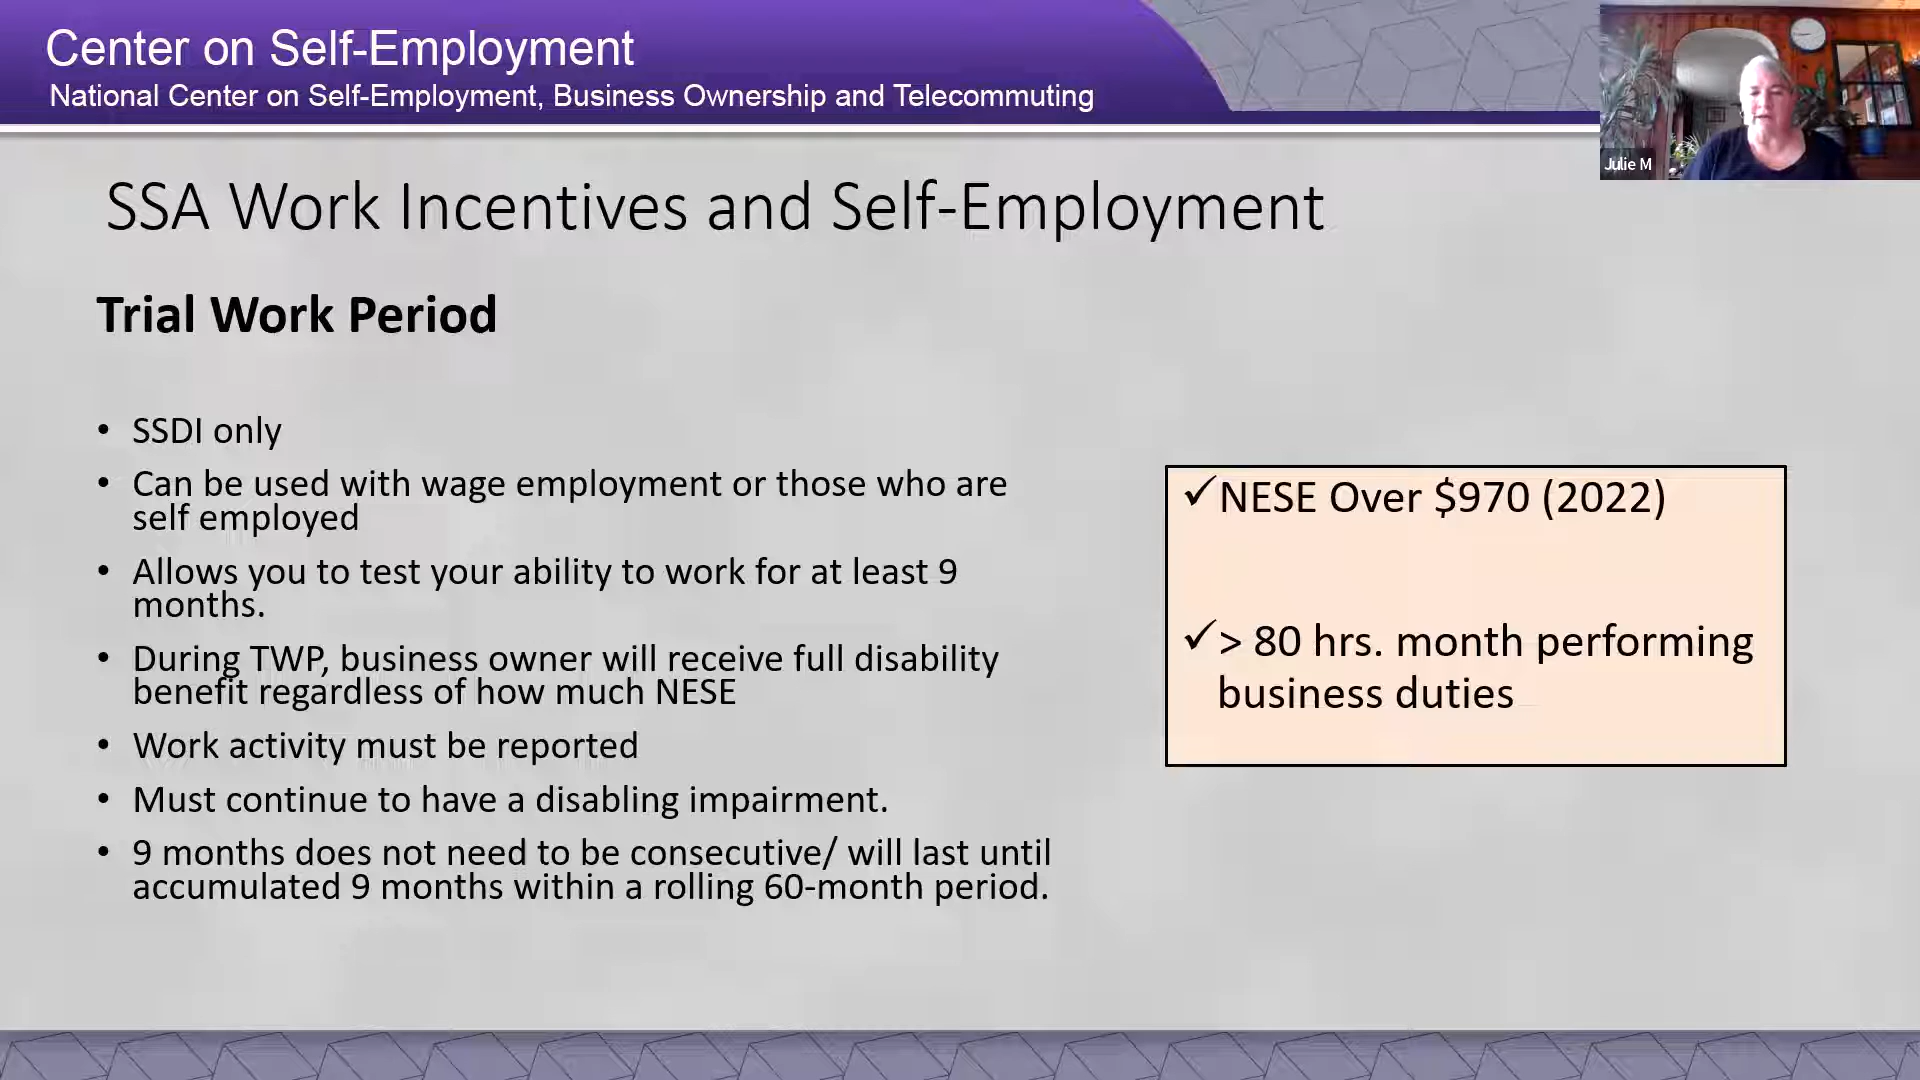 Center on Self-Employment
National Center on Self-Employment, Business Ownership and Telecommuting
Julie M
SSA Work Incentives and Self-Employment
Trial Work Period
• SSDI only
• Can be used with wage employment or those who are
self employed
• Allows you to test your ability to work for at least 9
months.
• During TWP, business owner will receive full disability
benefit regardless of how much NESE
• Work activity must be reported
• Must continue to have a disabling impairment.
• 9 months does not need to be consecutive/ will last until
accumulated 9 months within a rolling 60-month period.
✓NESE Over $970 (2022)
✓> 80 hrs. month performing
business duties